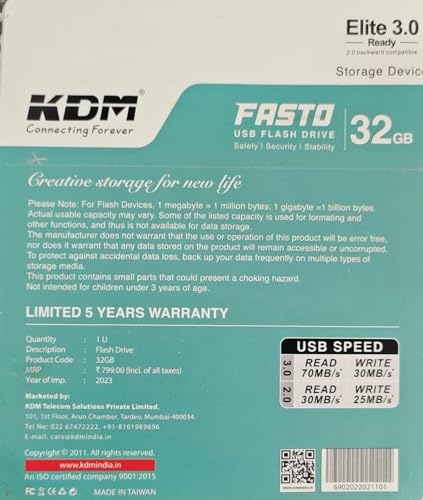 Elite 3.0
Ready
2.0 backward compatible
Storage Device
KDM®
Connecting Forever
FASTO
USB FLASH DRIVE
Safety | Security | Stability
32GB
Creative storage for new life
Please Note: For Flash Devices, 1 megabyte = 1 million bytes; 1 gigabyte =1 billion bytes.
Actual usable capacity may vary. Some of the listed capacity is used for formating and
other functions, and thus is not available for data storage.
The manufacturer does not warrant that the use or operation of this product will be error free,
nor does it warrant that any data stored on the product will remain accessible or uncorrupted.
To protect against accidental data loss, back up your data frequently on multiple types of
storage media.
This product contains small parts that could present a choking hazard.
Not intended for children under 3 years of age.
LIMITED 5 YEARS WARRANTY
Quantity : 1 U
Description : Flash Drive
Product Code : 32GB
MRP : ₹ 799.00 (Incl. of all taxes)
Year of Imp. : 2023
USB SPEED
3.0 READ WRITE
70MB/s* 30MB/s*
2.0 READ WRITE
30MB/s* 25MB/s*
Marketed by:
KDM Telecom Solutions Private Limited,
101, 1st Floor, Arun Chamber, Tardeo, Mumbai-400034.
Tel No: 022 67472222, +91-8101969696
E-mail: care@kdmindia.in
Copyright © 2011. All rights reserved.
www.kdmindia.in
An ISO certified company 9001:2015
MADE IN TAIWAN
6902022021101